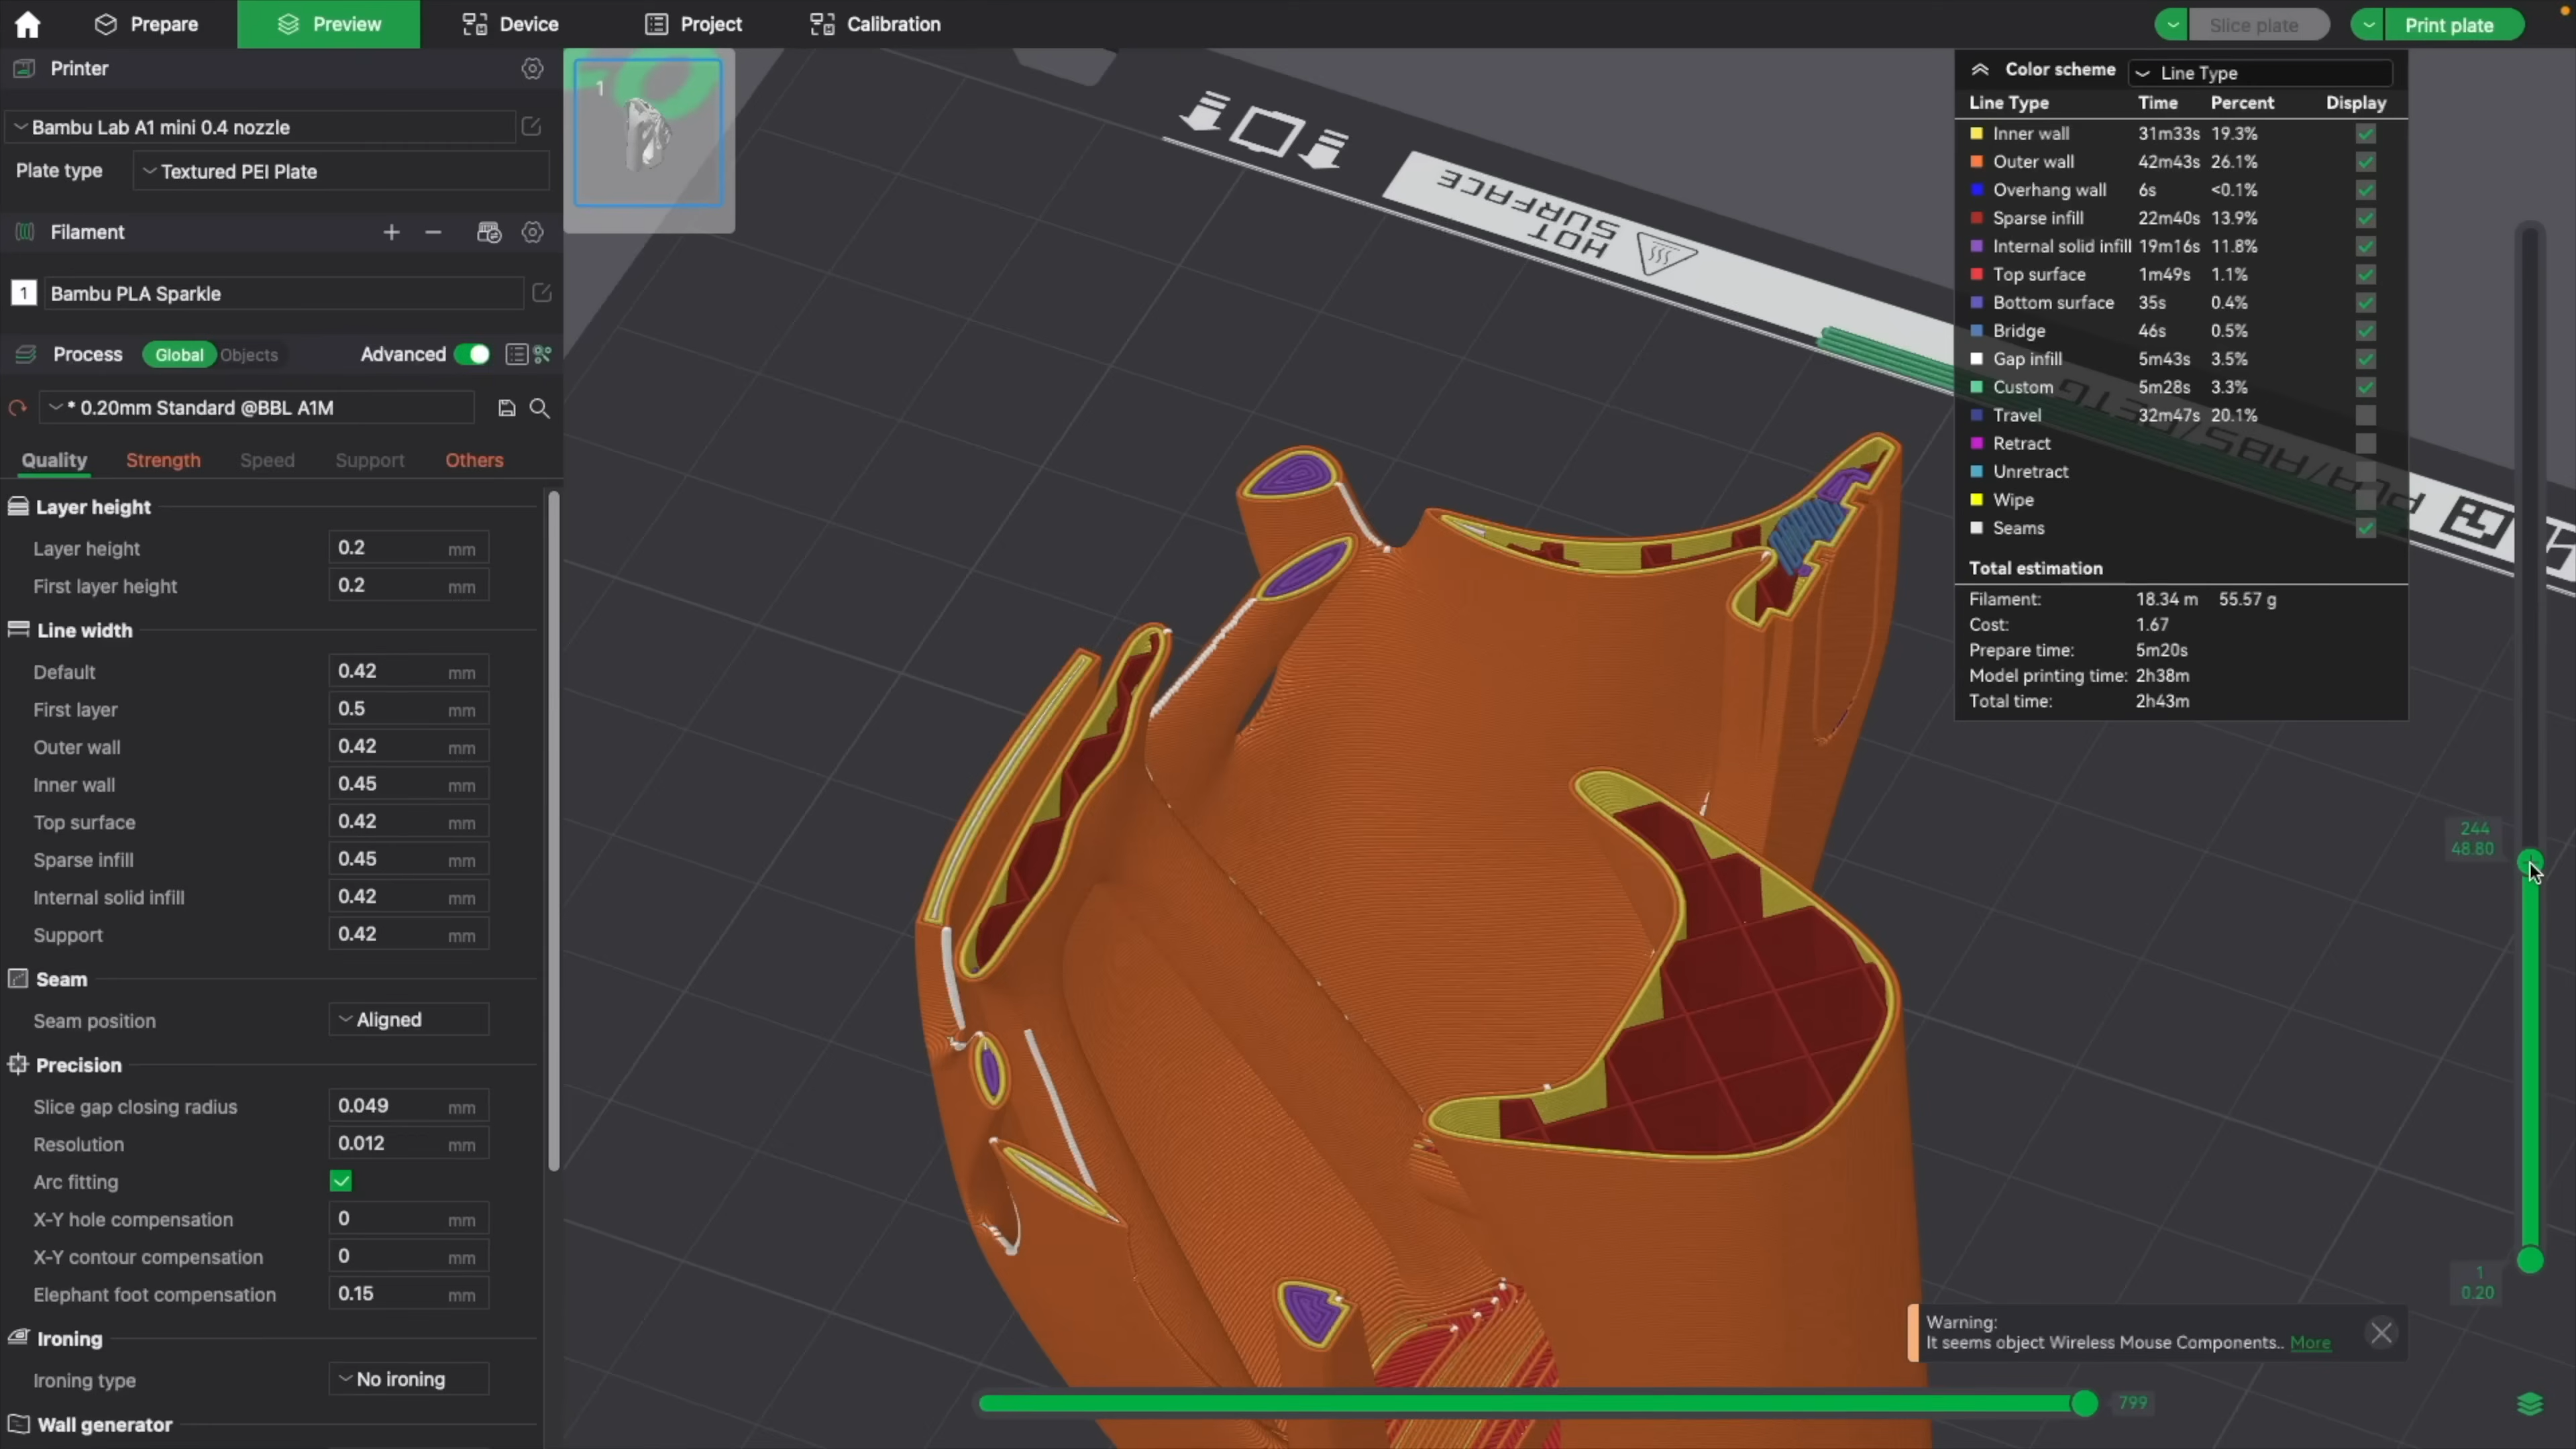 Prepare
Preview
Device
Project
Calibration
Slice plate
Print plate
Printer
Bambu Lab A1 mini 0.4 nozzle
Plate type
Textured PEI Plate
Filament
1 Bambu PLA Sparkle
Process Global Objects Advanced
* 0.20mm Standard @BBL A1M
Quality Strength Speed Support Others
Layer height
Layer height 0.2 mm
First layer height 0.2 mm
Line width
Default 0.42 mm
First layer 0.5 mm
Outer wall 0.42 mm
Inner wall 0.45 mm
Top surface 0.42 mm
Sparse infill 0.45 mm
Internal solid infill 0.42 mm
Support 0.42 mm
Seam
Seam position Aligned
Precision
Slice gap closing radius 0.049 mm
Resolution 0.012 mm
Arc fitting
X-Y hole compensation 0 mm
X-Y contour compensation 0 mm
Elephant foot compensation 0.15 mm
Ironing
Ironing type No ironing
Wall generator
1
HOT
SURFACE
PLA/ABS/PETG
Color scheme Line Type
Line Type Time Percent Display
Inner wall 31m33s 19.3%
Outer wall 42m43s 26.1%
Overhang wall 6s <0.1%
Sparse infill 22m40s 13.9%
Internal solid infill 19m16s 11.8%
Top surface 1m49s 1.1%
Bottom surface 35s 0.4%
Bridge 46s 0.5%
Gap infill 5m43s 3.5%
Custom 5m28s 3.3%
Travel 32m47s 20.1%
Retract
Unretract
Wipe
Seams
Total estimation
Filament: 18.34 m 55.57 g
Cost: 1.67
Prepare time: 5m20s
Model printing time: 2h38m
Total time: 2h43m
244
48.80
1
0.20
Warning:
It seems object Wireless Mouse Components.. More
799